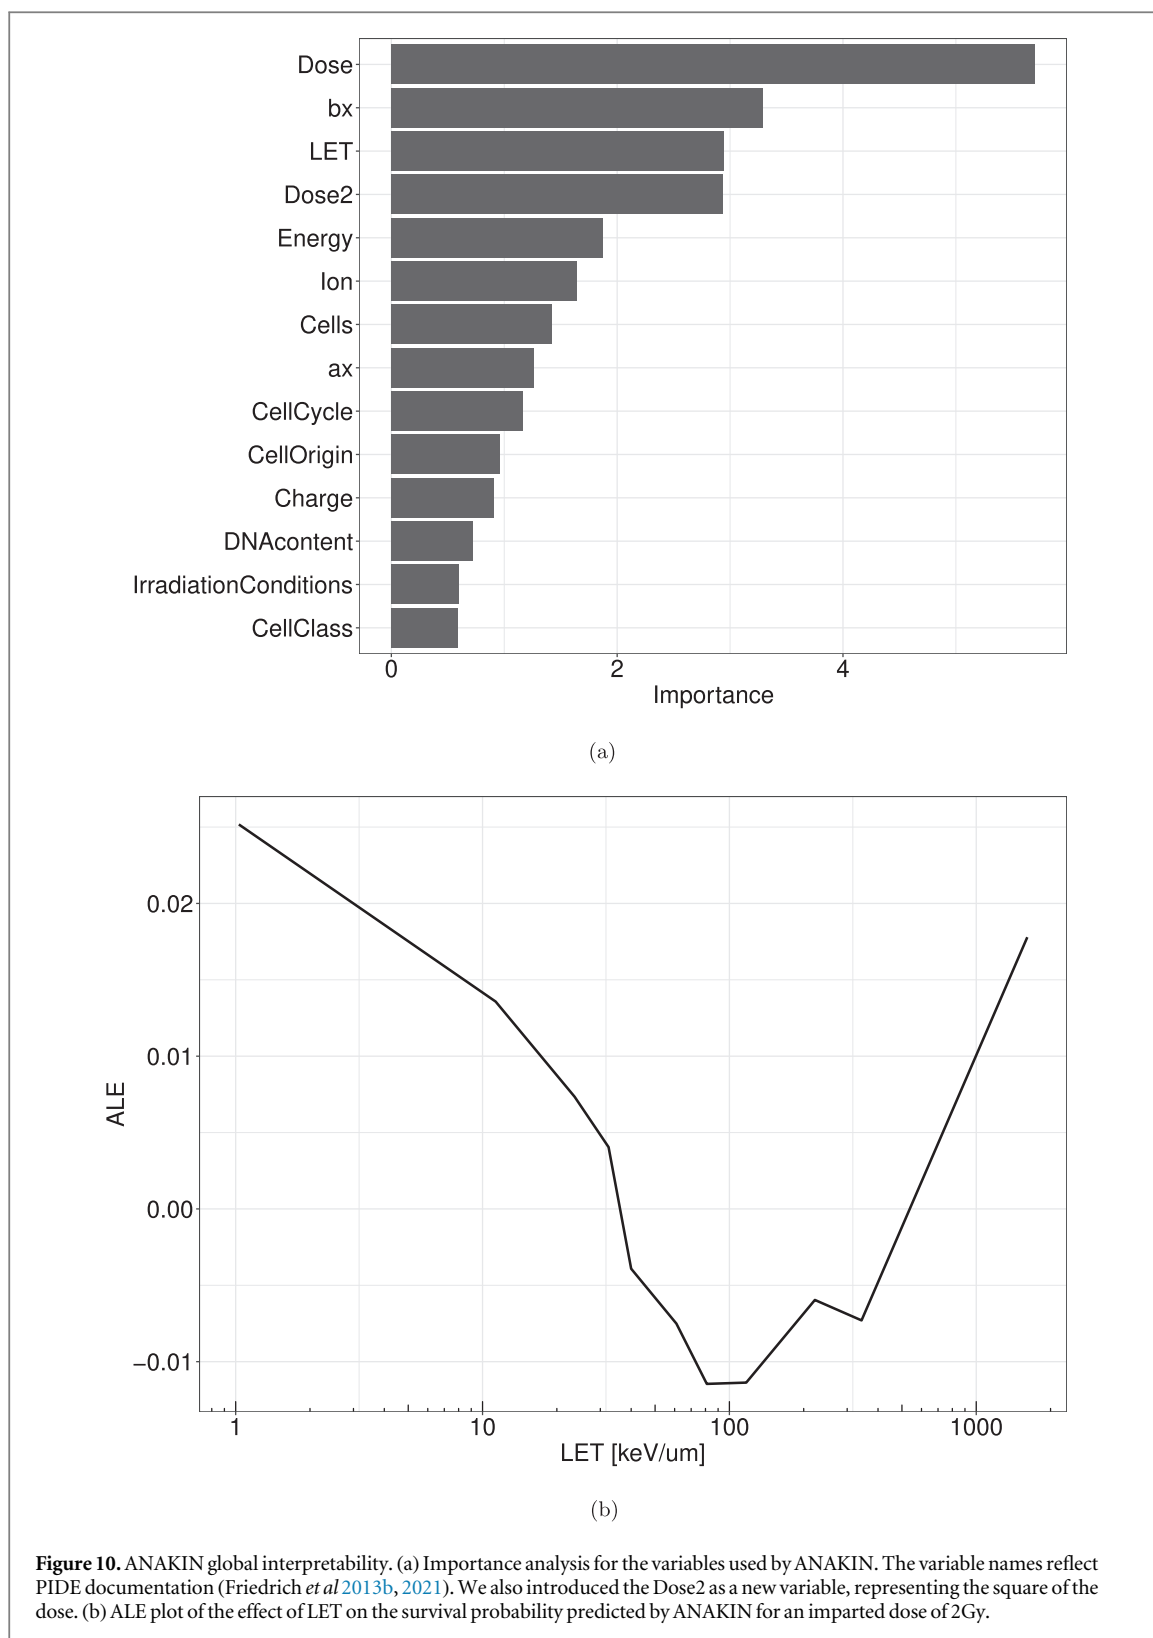 Dose
bx
LET
Dose2
Energy
Ion
Cells
ax
CellCycle
CellOrigin
Charge
DNAcontent
IrradiationConditions
CellClass
0 2 4
Importance
(a)
0.02
0.01
0.00
−0.01
ALE
1 10 100 1000
LET [keV/um]
(b)
Figure 10. ANAKIN global interpretability. (a) Importance analysis for the variables used by ANAKIN. The variable names reflect
PIDE documentation (Friedrich et al 2013b, 2021). We also introduced the Dose2 as a new variable, representing the square of the
dose. (b) ALE plot of the effect of LET on the survival probability predicted by ANAKIN for an imparted dose of 2Gy.